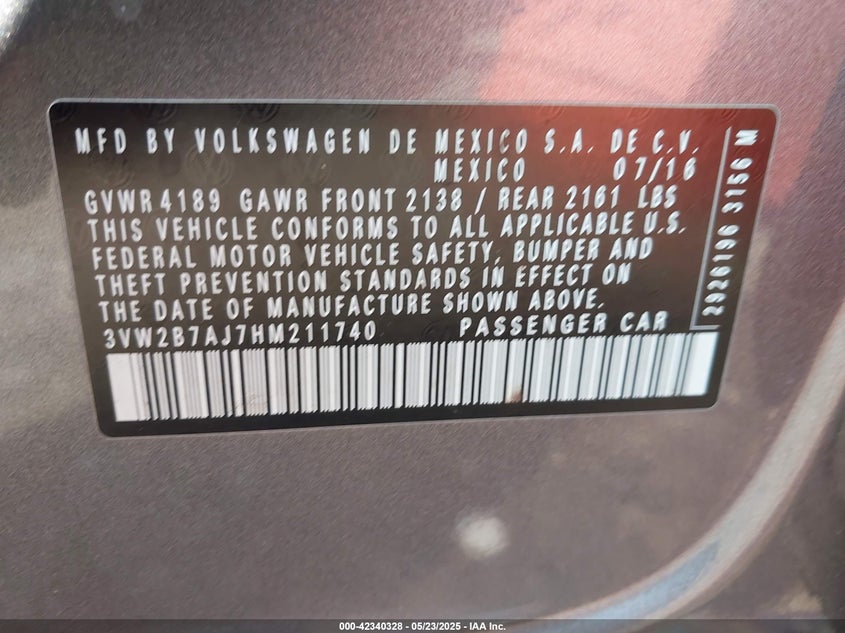 MFD BY VOLKSWAGEN DE MEXICO S.A. DE C.V.
MEXICO 07/16
GVWR 4189 GAWR FRONT 2138 / REAR 2161 LBS
THIS VEHICLE CONFORMS TO ALL APPLICABLE U.S.
FEDERAL MOTOR VEHICLE SAFETY, BUMPER AND
THEFT PREVENTION STANDARDS IN EFFECT ON
THE DATE OF MANUFACTURE SHOWN ABOVE.
3VW2B7AJ7HM211740 PASSENGER CAR
2926196 3156 M
000-42340328 - 05/23/2025 - IAA Inc.